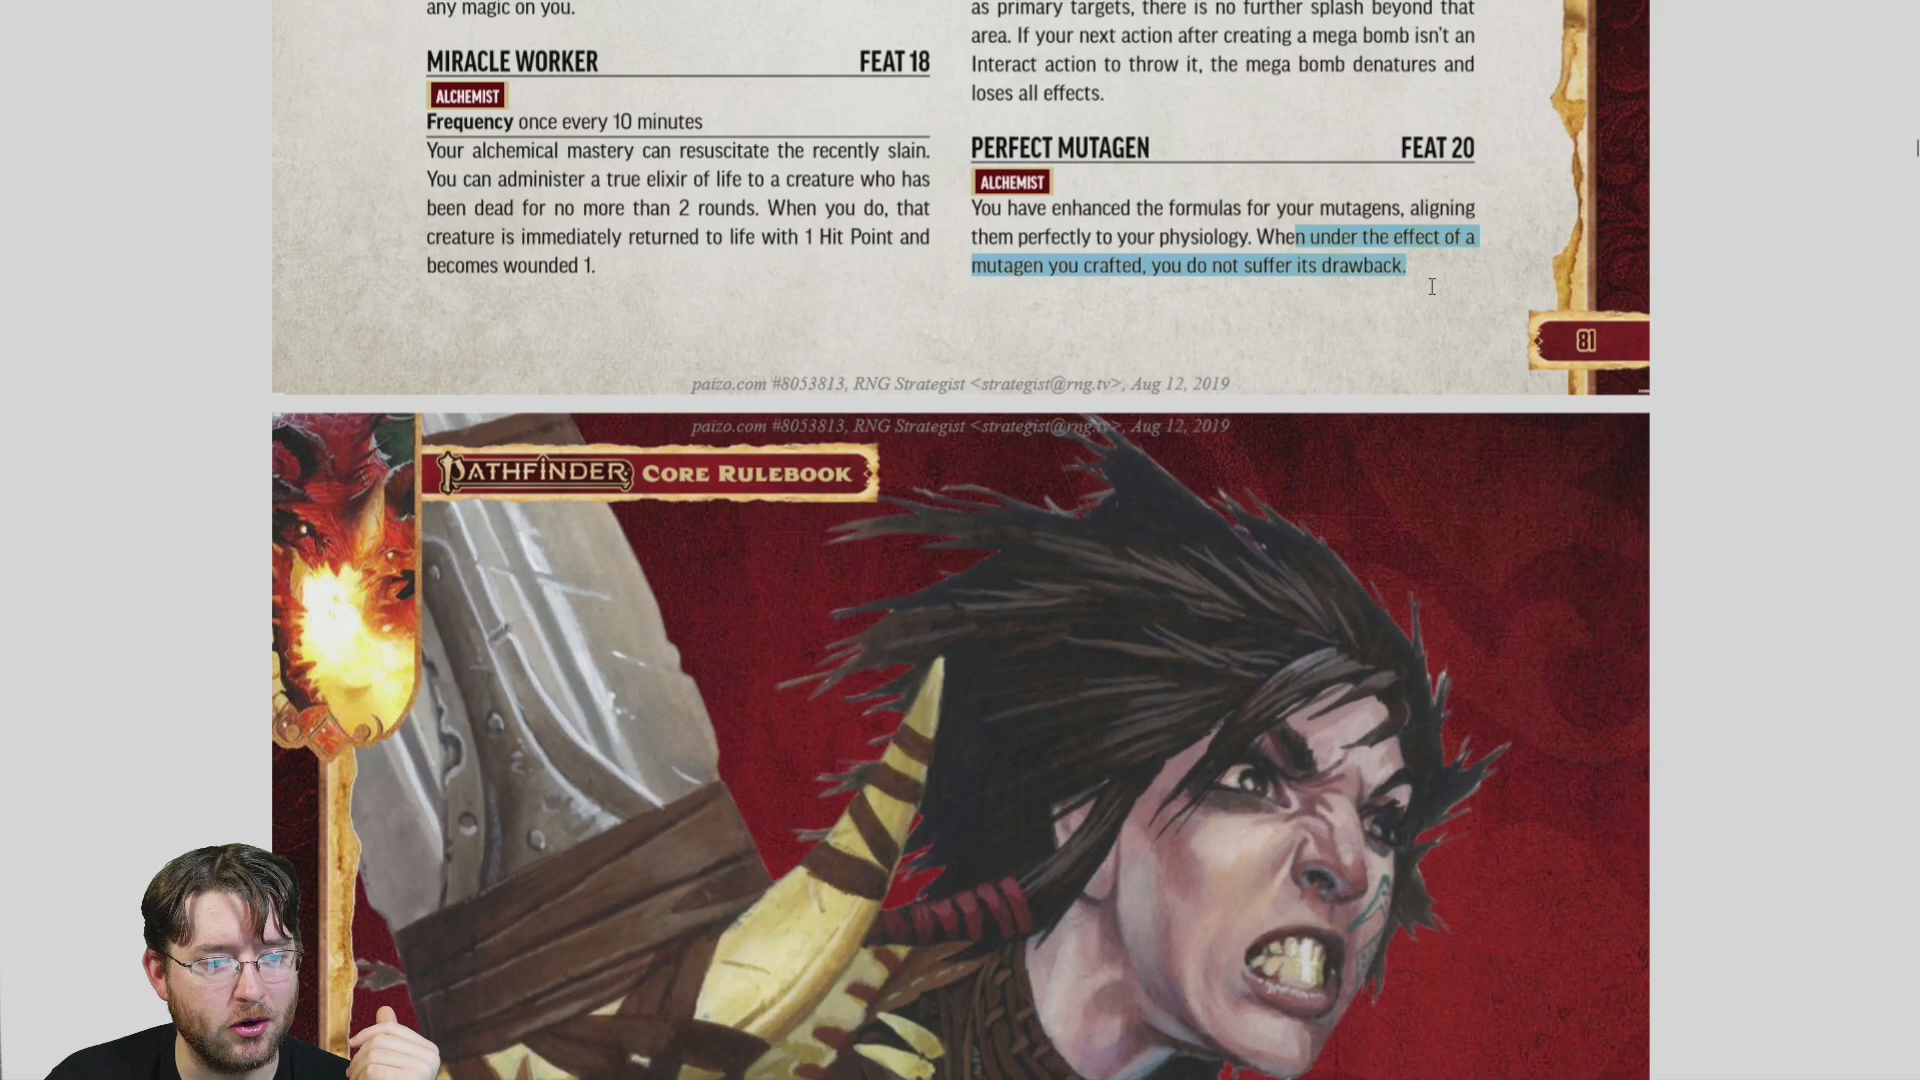 any magic on you.
MIRACLE WORKER FEAT 18
ALCHEMIST
Frequency once every 10 minutes
Your alchemical mastery can resuscitate the recently slain.
You can administer a true elixir of life to a creature who has
been dead for no more than 2 rounds. When you do, that
creature is immediately returned to life with 1 Hit Point and
becomes wounded 1.
as primary targets, there is no further splash beyond that
area. If your next action after creating a mega bomb isn't an
Interact action to throw it, the mega bomb denatures and
loses all effects.
PERFECT MUTAGEN FEAT 20
ALCHEMIST
You have enhanced the formulas for your mutagens, aligning
them perfectly to your physiology. When under the effect of a
mutagen you crafted, you do not suffer its drawback.
81
paizo.com #8053813, RNG Strategist <strategist@rng.tv>, Aug 12, 2019
paizo.com #8053813, RNG Strategist <strategist@rng.tv>, Aug 12, 2019
PATHFINDER CORE RULEBOOK